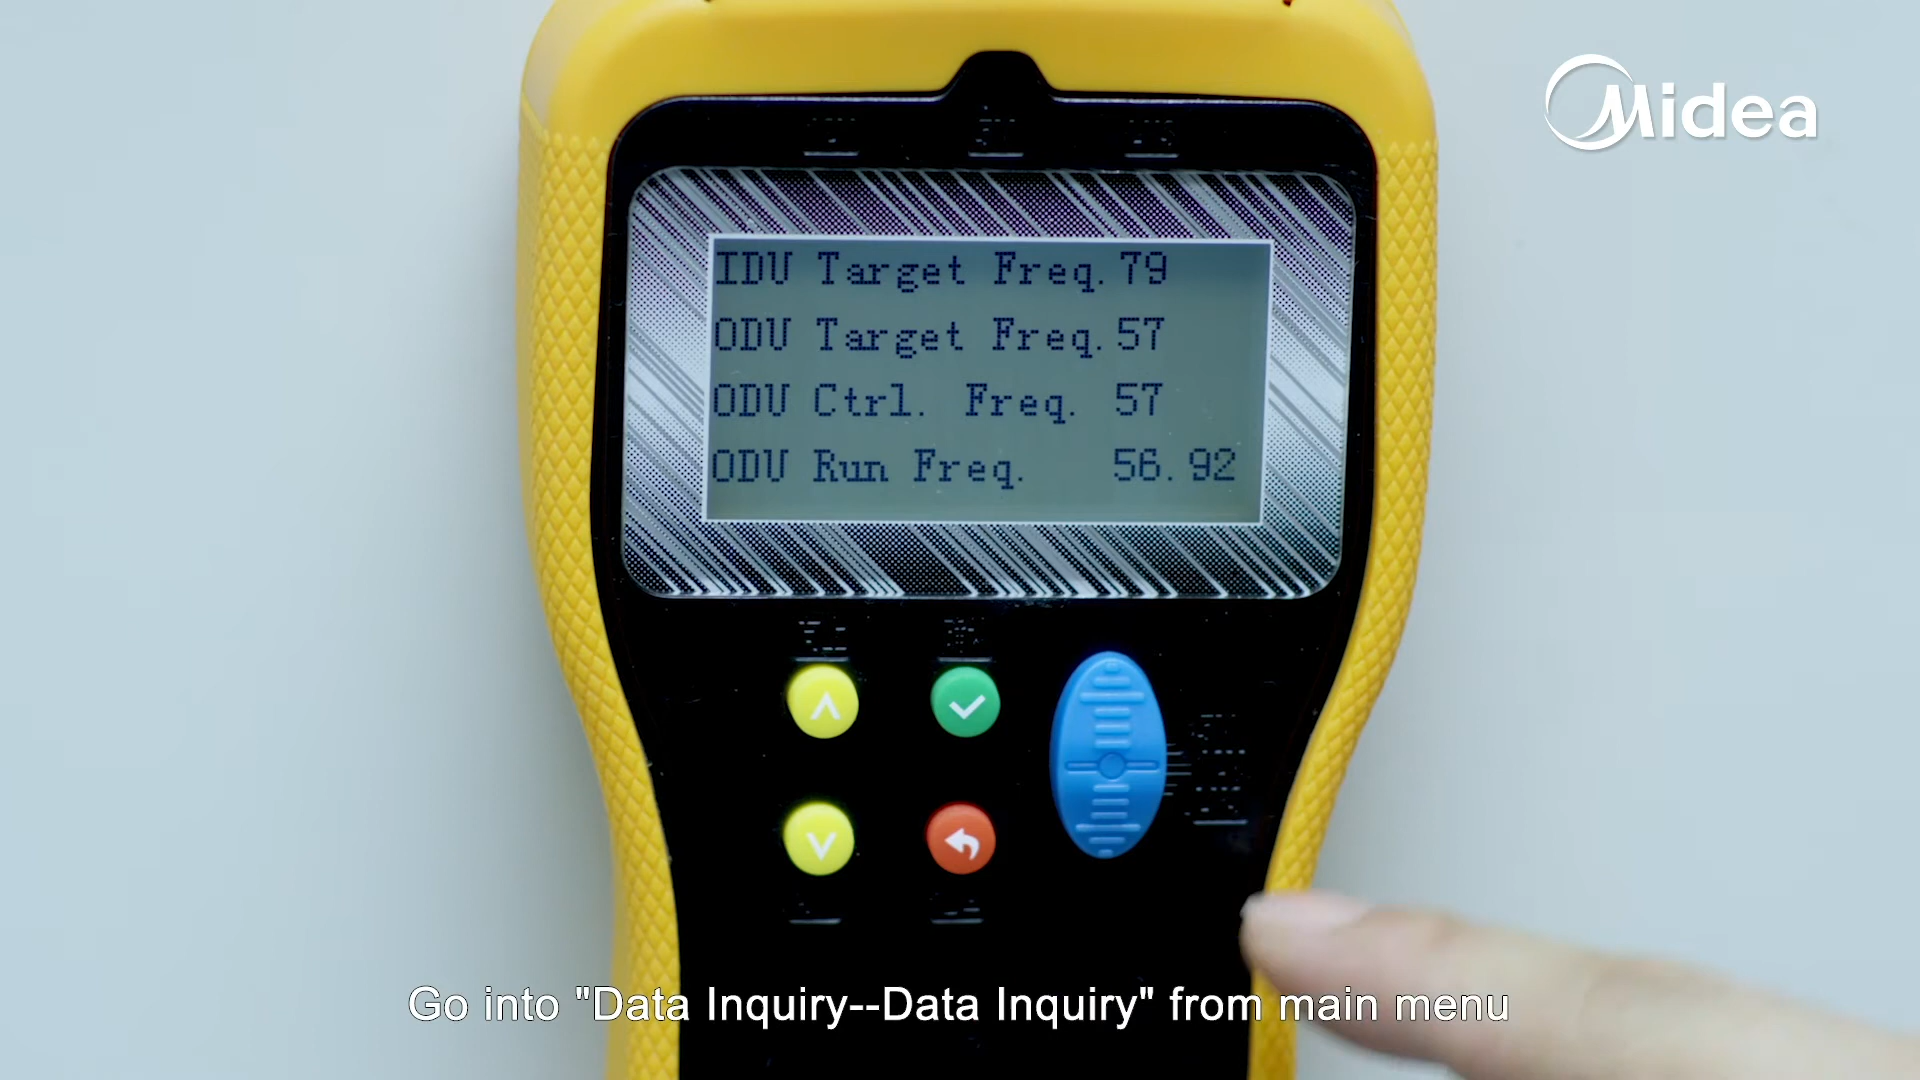 Midea
IDU Target Freq. 79
ODU Target Freq. 57
ODU Ctrl. Freq. 57
ODU Run Freq. 56.92
Go into "Data Inquiry--Data Inquiry" from main menu